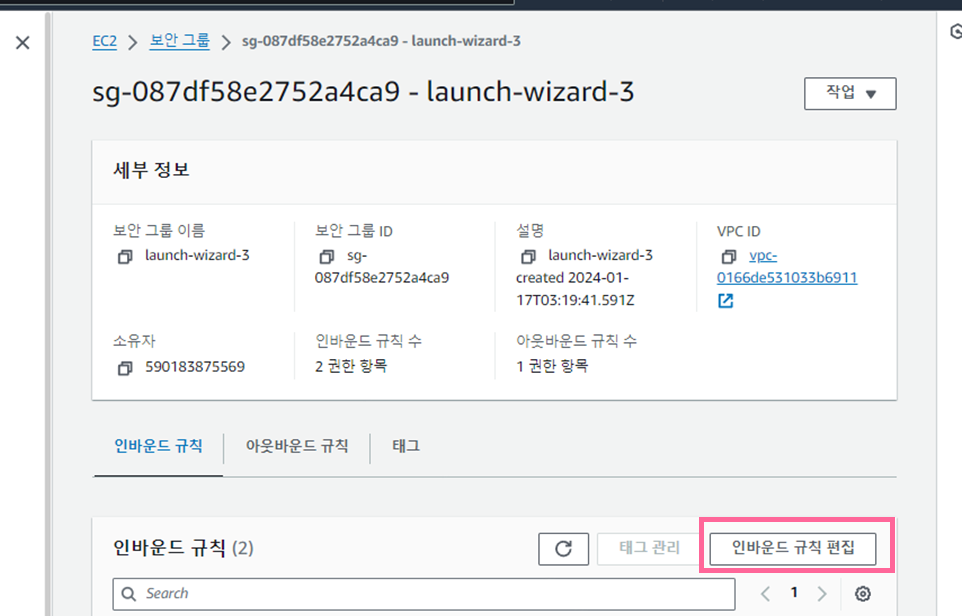 EC2 > 보안 그룹 > sg-087df58e2752a4ca9 - launch-wizard-3
sg-087df58e2752a4ca9 - launch-wizard-3
작업
세부 정보
보안 그룹 이름
launch-wizard-3
보안 그룹 ID
sg-
087df58e2752a4ca9
설명
launch-wizard-3
created 2024-01-
17T03:19:41.591Z
VPC ID
vpc-
0166de531033b6911
소유자
590183875569
인바운드 규칙 수
2 권한 항목
아웃바운드 규칙 수
1 권한 항목
인바운드 규칙
아웃바운드 규칙
태그
인바운드 규칙 (2)
태그 관리
인바운드 규칙 편집
Search
1